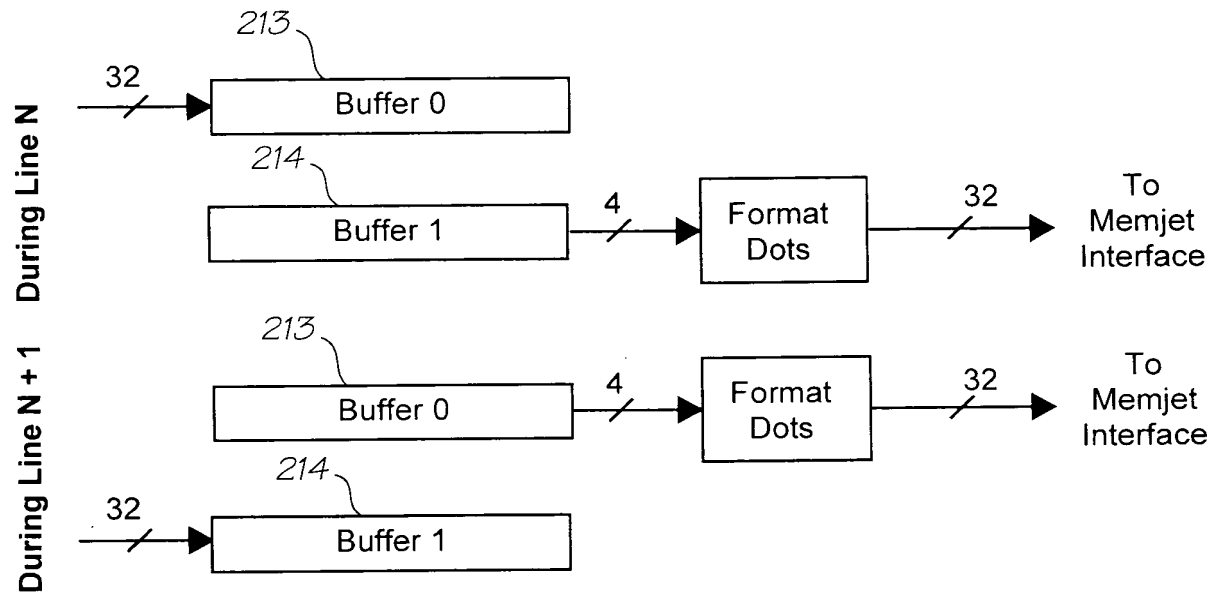 During Line N
213
32
Buffer 0
214
Buffer 1
4
Format
Dots
32
To
Memjet
Interface
During Line N + 1
213
Buffer 0
4
Format
Dots
32
To
Memjet
Interface
214
32
Buffer 1